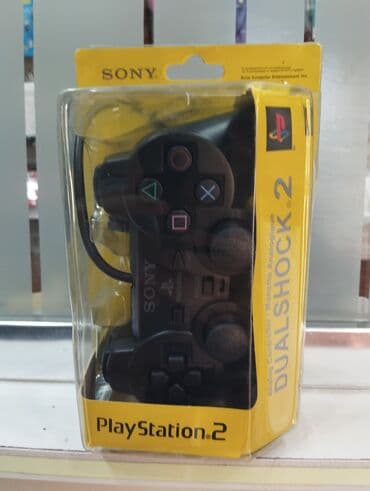 SONY
Sony Computer Entertainment Inc.
SONY
DUALSHOCK 2
PlayStation.2